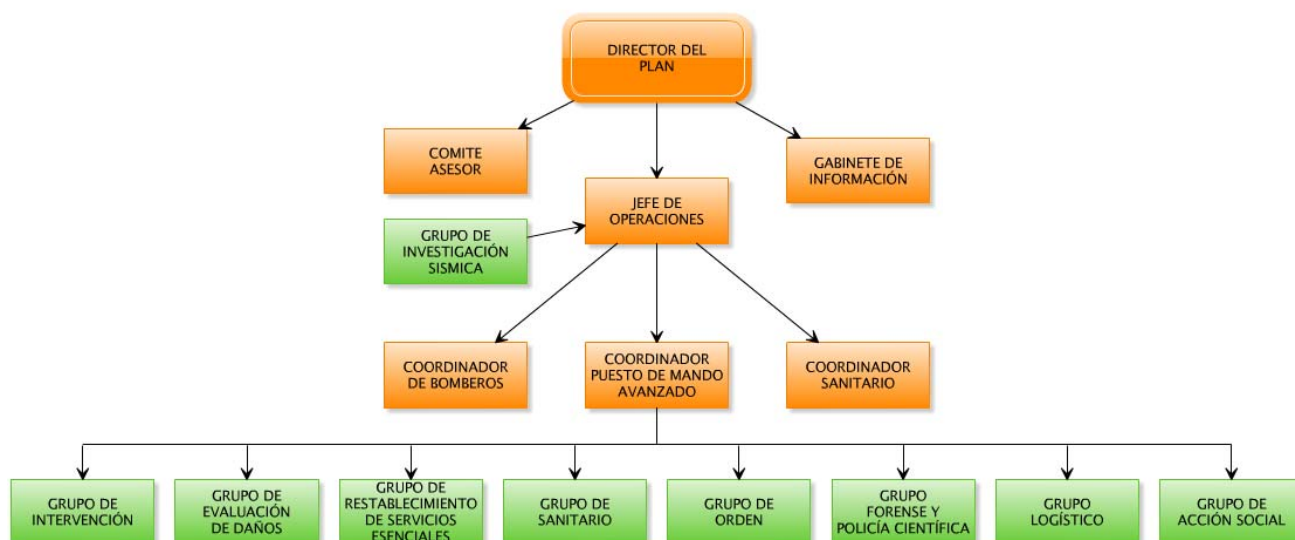 DIRECTOR DEL
PLAN
COMITE
ASESOR
GABINETE DE
INFORMACIÓN
JEFE DE
OPERACIONES
GRUPO DE
INVESTIGACIÓN
SISMICA
COORDINADOR
DE BOMBEROS
COORDINADOR
PUESTO DE MANDO
AVANZADO
COORDINADOR
SANITARIO
GRUPO DE
INTERVENCIÓN
GRUPO DE
EVALUACIÓN
DE DAÑOS
GRUPO DE
RESTABLECIMIENTO
DE SERVICIOS
ESENCIALES
GRUPO DE
SANITARIO
GRUPO DE
ORDEN
GRUPO
FORENSE Y
POLICÍA CIENTÍFICA
GRUPO
LOGÍSTICO
GRUPO DE
ACCIÓN SOCIAL